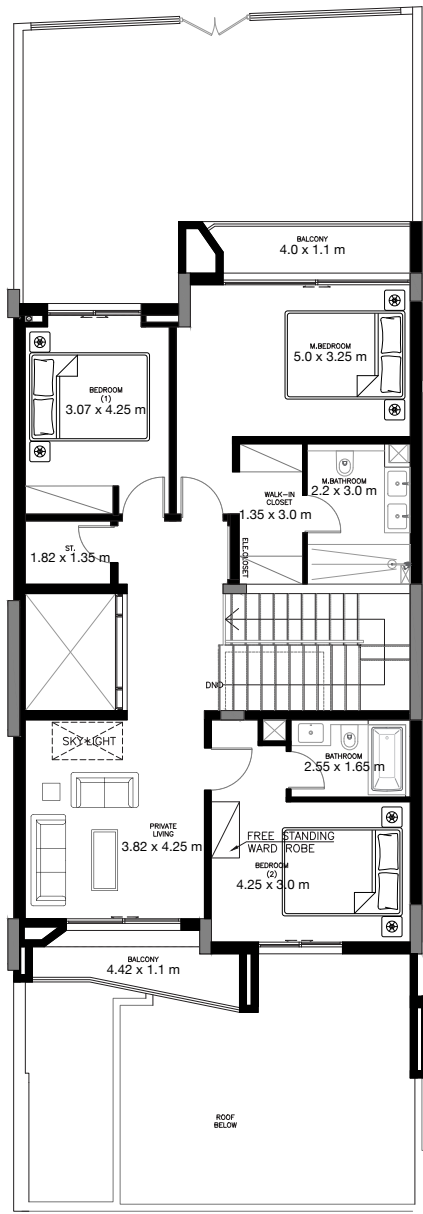 BALCONY
4.0 x 1.1 m
M.BEDROOM
5.0 x 3.25 m
BEDROOM
(1)
3.07 x 4.25 m
M.BATHROOM
2.2 x 3.0 m
WALK-IN
CLOSET
1.35 x 3.0 m
ST.
1.82 x 1.35 m
ELE.CLOSET
DN
SKYLIGHT
BATHROOM
2.55 x 1.65 m
PRIVATE
LIVING
3.82 x 4.25 m
FREE STANDING
WARD ROBE
BEDROOM
(2)
4.25 x 3.0 m
BALCONY
4.42 x 1.1 m
ROOF
BELOW